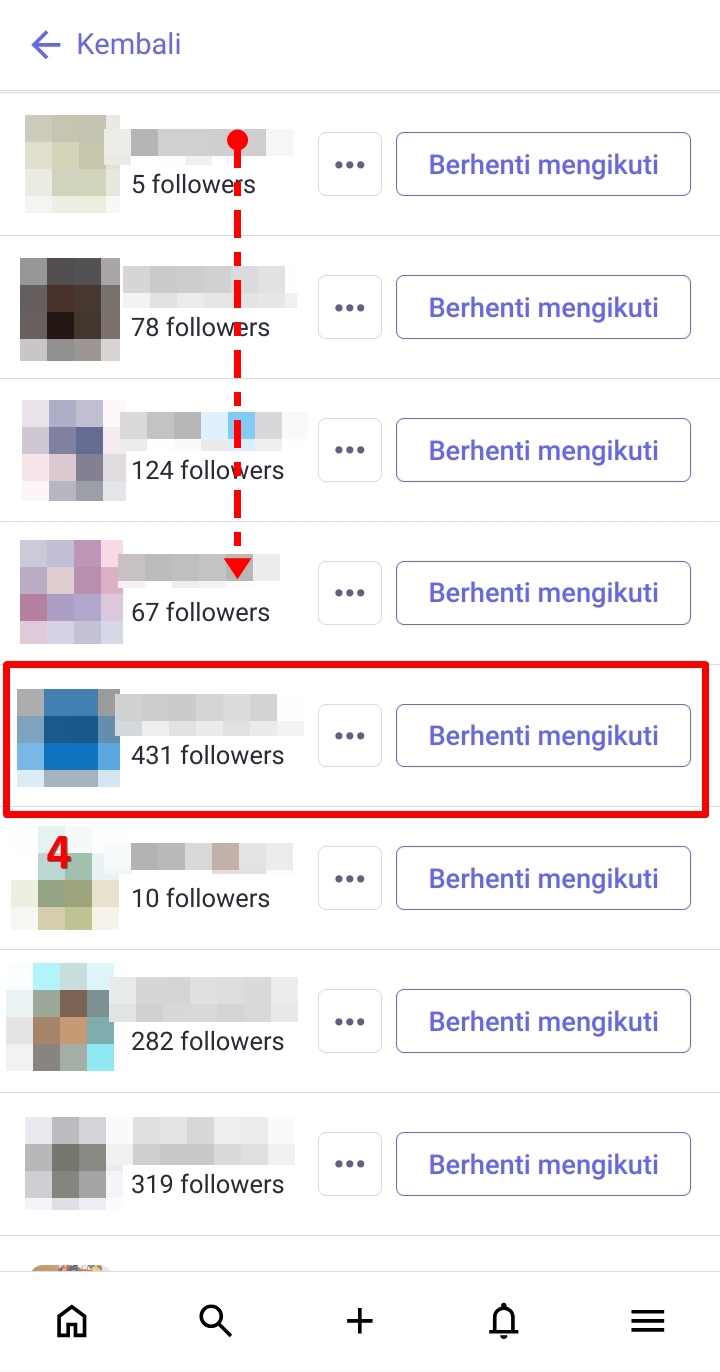 Kembali
5 followers
Berhenti mengikuti
78 followers
Berhenti mengikuti
124 followers
Berhenti mengikuti
67 followers
Berhenti mengikuti
431 followers
Berhenti mengikuti
4
10 followers
Berhenti mengikuti
282 followers
Berhenti mengikuti
319 followers
Berhenti mengikuti